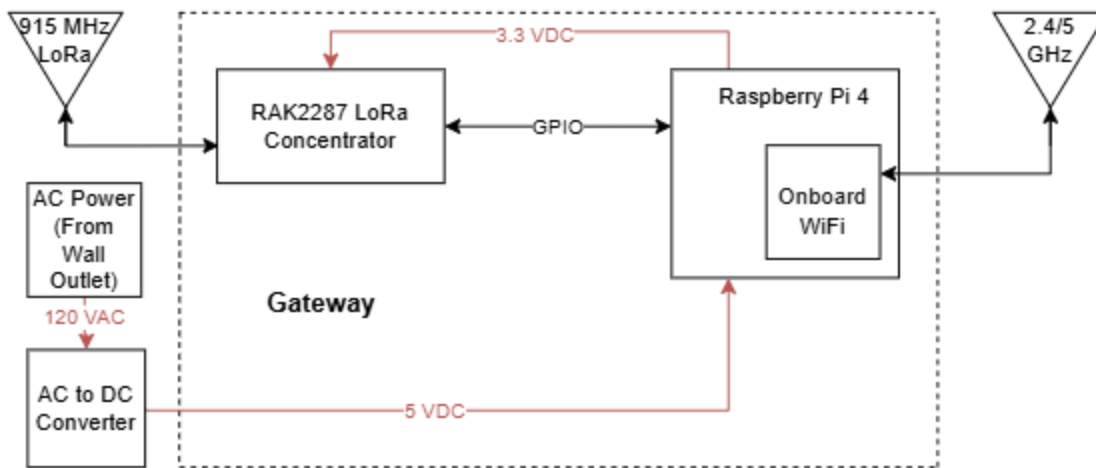 915 MHz
LoRa
3.3 VDC
2.4/5
GHz
RAK2287 LoRa
Concentrator
GPIO
Raspberry Pi 4
Onboard
WiFi
AC Power
(From
Wall
Outlet)
120 VAC
Gateway
AC to DC
Converter
5 VDC